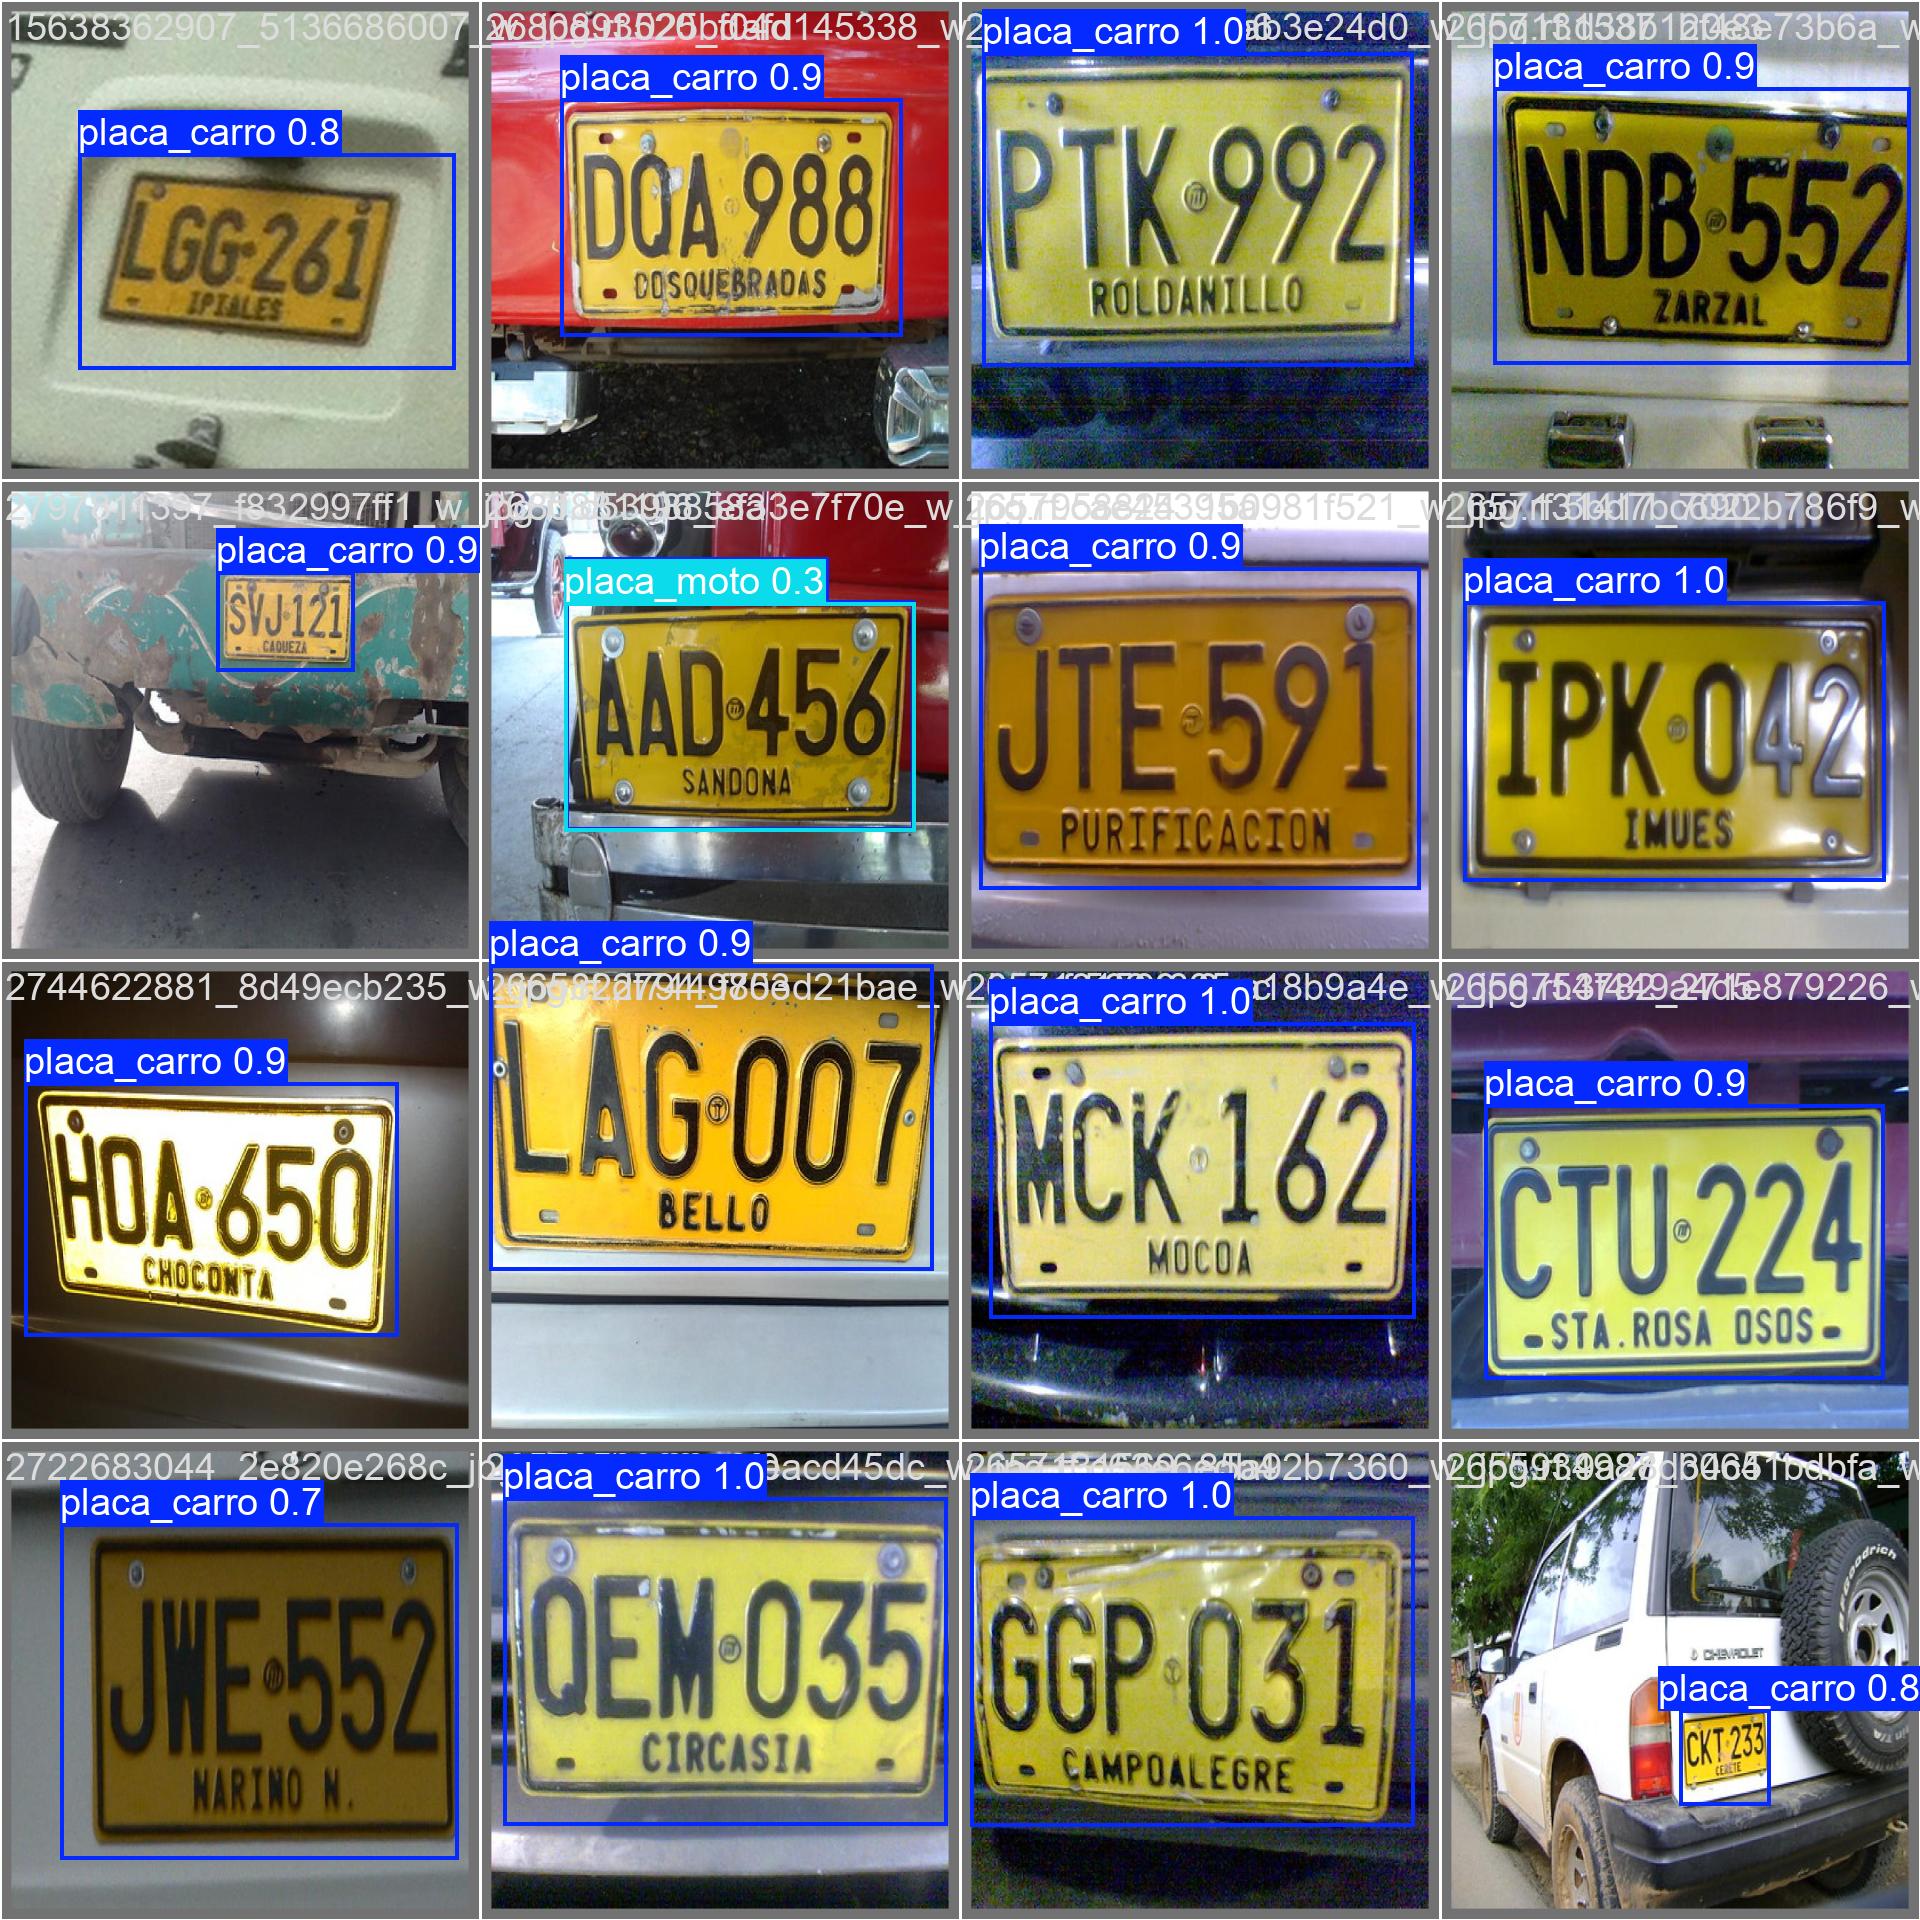 15638362907_5136686007_w
placa_carro 0.8
LGG·261
IPIALES
placa_carro 0.9
DQA·988
DOSQUEBRADAS
placa_carro 1.0
PTK·992
ROLDANILLO
placa_carro 0.9
NDB·552
ZARZAL
placa_carro 0.9
SVJ·121
CAQUEZA
placa_moto 0.3
AAD·456
SANDONA
placa_carro 0.9
JTE·591
PURIFICACION
placa_carro 1.0
IPK·042
IMUES
2744622881_8d49ecb235_w
placa_carro 0.9
HOA·650
CHOCONTA
placa_carro 0.9
LAG·007
BELLO
placa_carro 1.0
MCK·162
MOCOA
placa_carro 0.9
CTU·224
STA.ROSA OSOS
2722683044_2e820e268c
placa_carro 0.7
JWE·552
NARINO N.
placa_carro 1.0
QEM·035
CIRCASIA
placa_carro 1.0
GGP·031
CAMPOALEGRE
CHEVROLET
placa_carro 0.8
CKT·233
CERETE